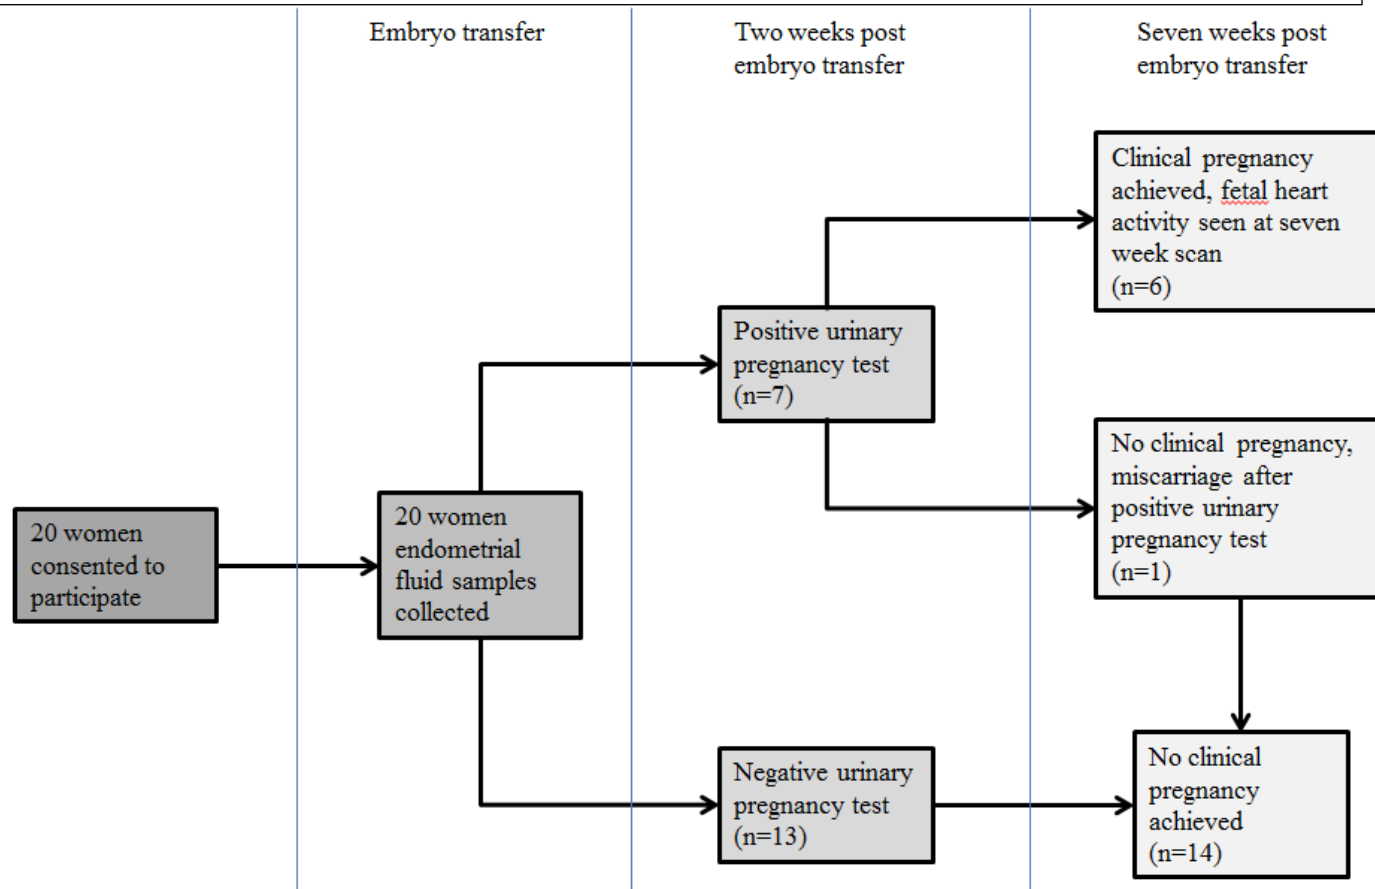 Embryo transfer
Two weeks post
embryo transfer
Seven weeks post
embryo transfer
20 women
consented to
participate
20 women
endometrial
fluid samples
collected
Positive urinary
pregnancy test
(n=7)
Negative urinary
pregnancy test
(n=13)
Clinical pregnancy
achieved, fetal heart
activity seen at seven
week scan
(n=6)
No clinical pregnancy,
miscarriage after
positive urinary
pregnancy test
(n=1)
No clinical
pregnancy
achieved
(n=14)